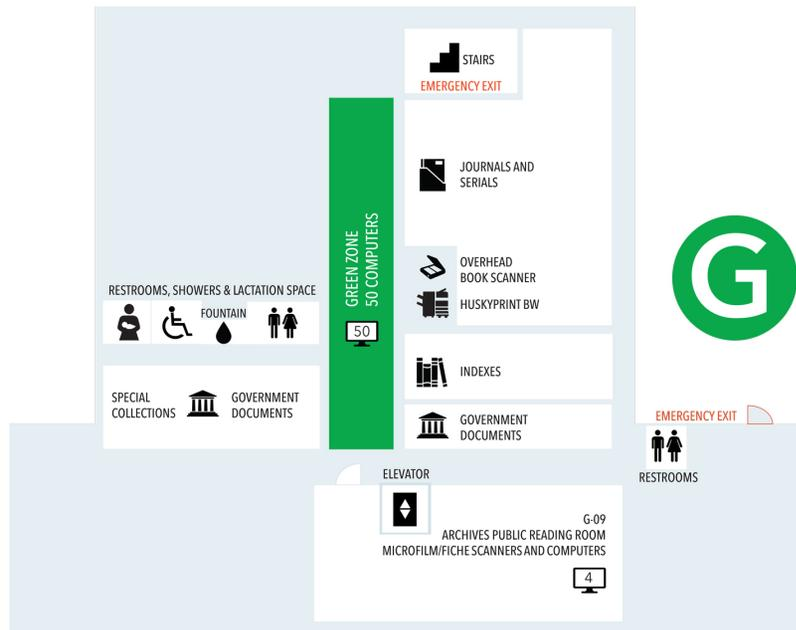 STAIRS
EMERGENCY EXIT
JOURNALS AND
SERIALS
GREEN ZONE
50 COMPUTERS
50
OVERHEAD
BOOK SCANNER
HUSKYPRINT BW
G
RESTROOMS, SHOWERS & LACTATION SPACE
FOUNTAIN
INDEXES
SPECIAL
COLLECTIONS
GOVERNMENT
DOCUMENTS
GOVERNMENT
DOCUMENTS
EMERGENCY EXIT
RESTROOMS
ELEVATOR
G-09
ARCHIVES PUBLIC READING ROOM
MICROFILM/FICHE SCANNERS AND COMPUTERS
4